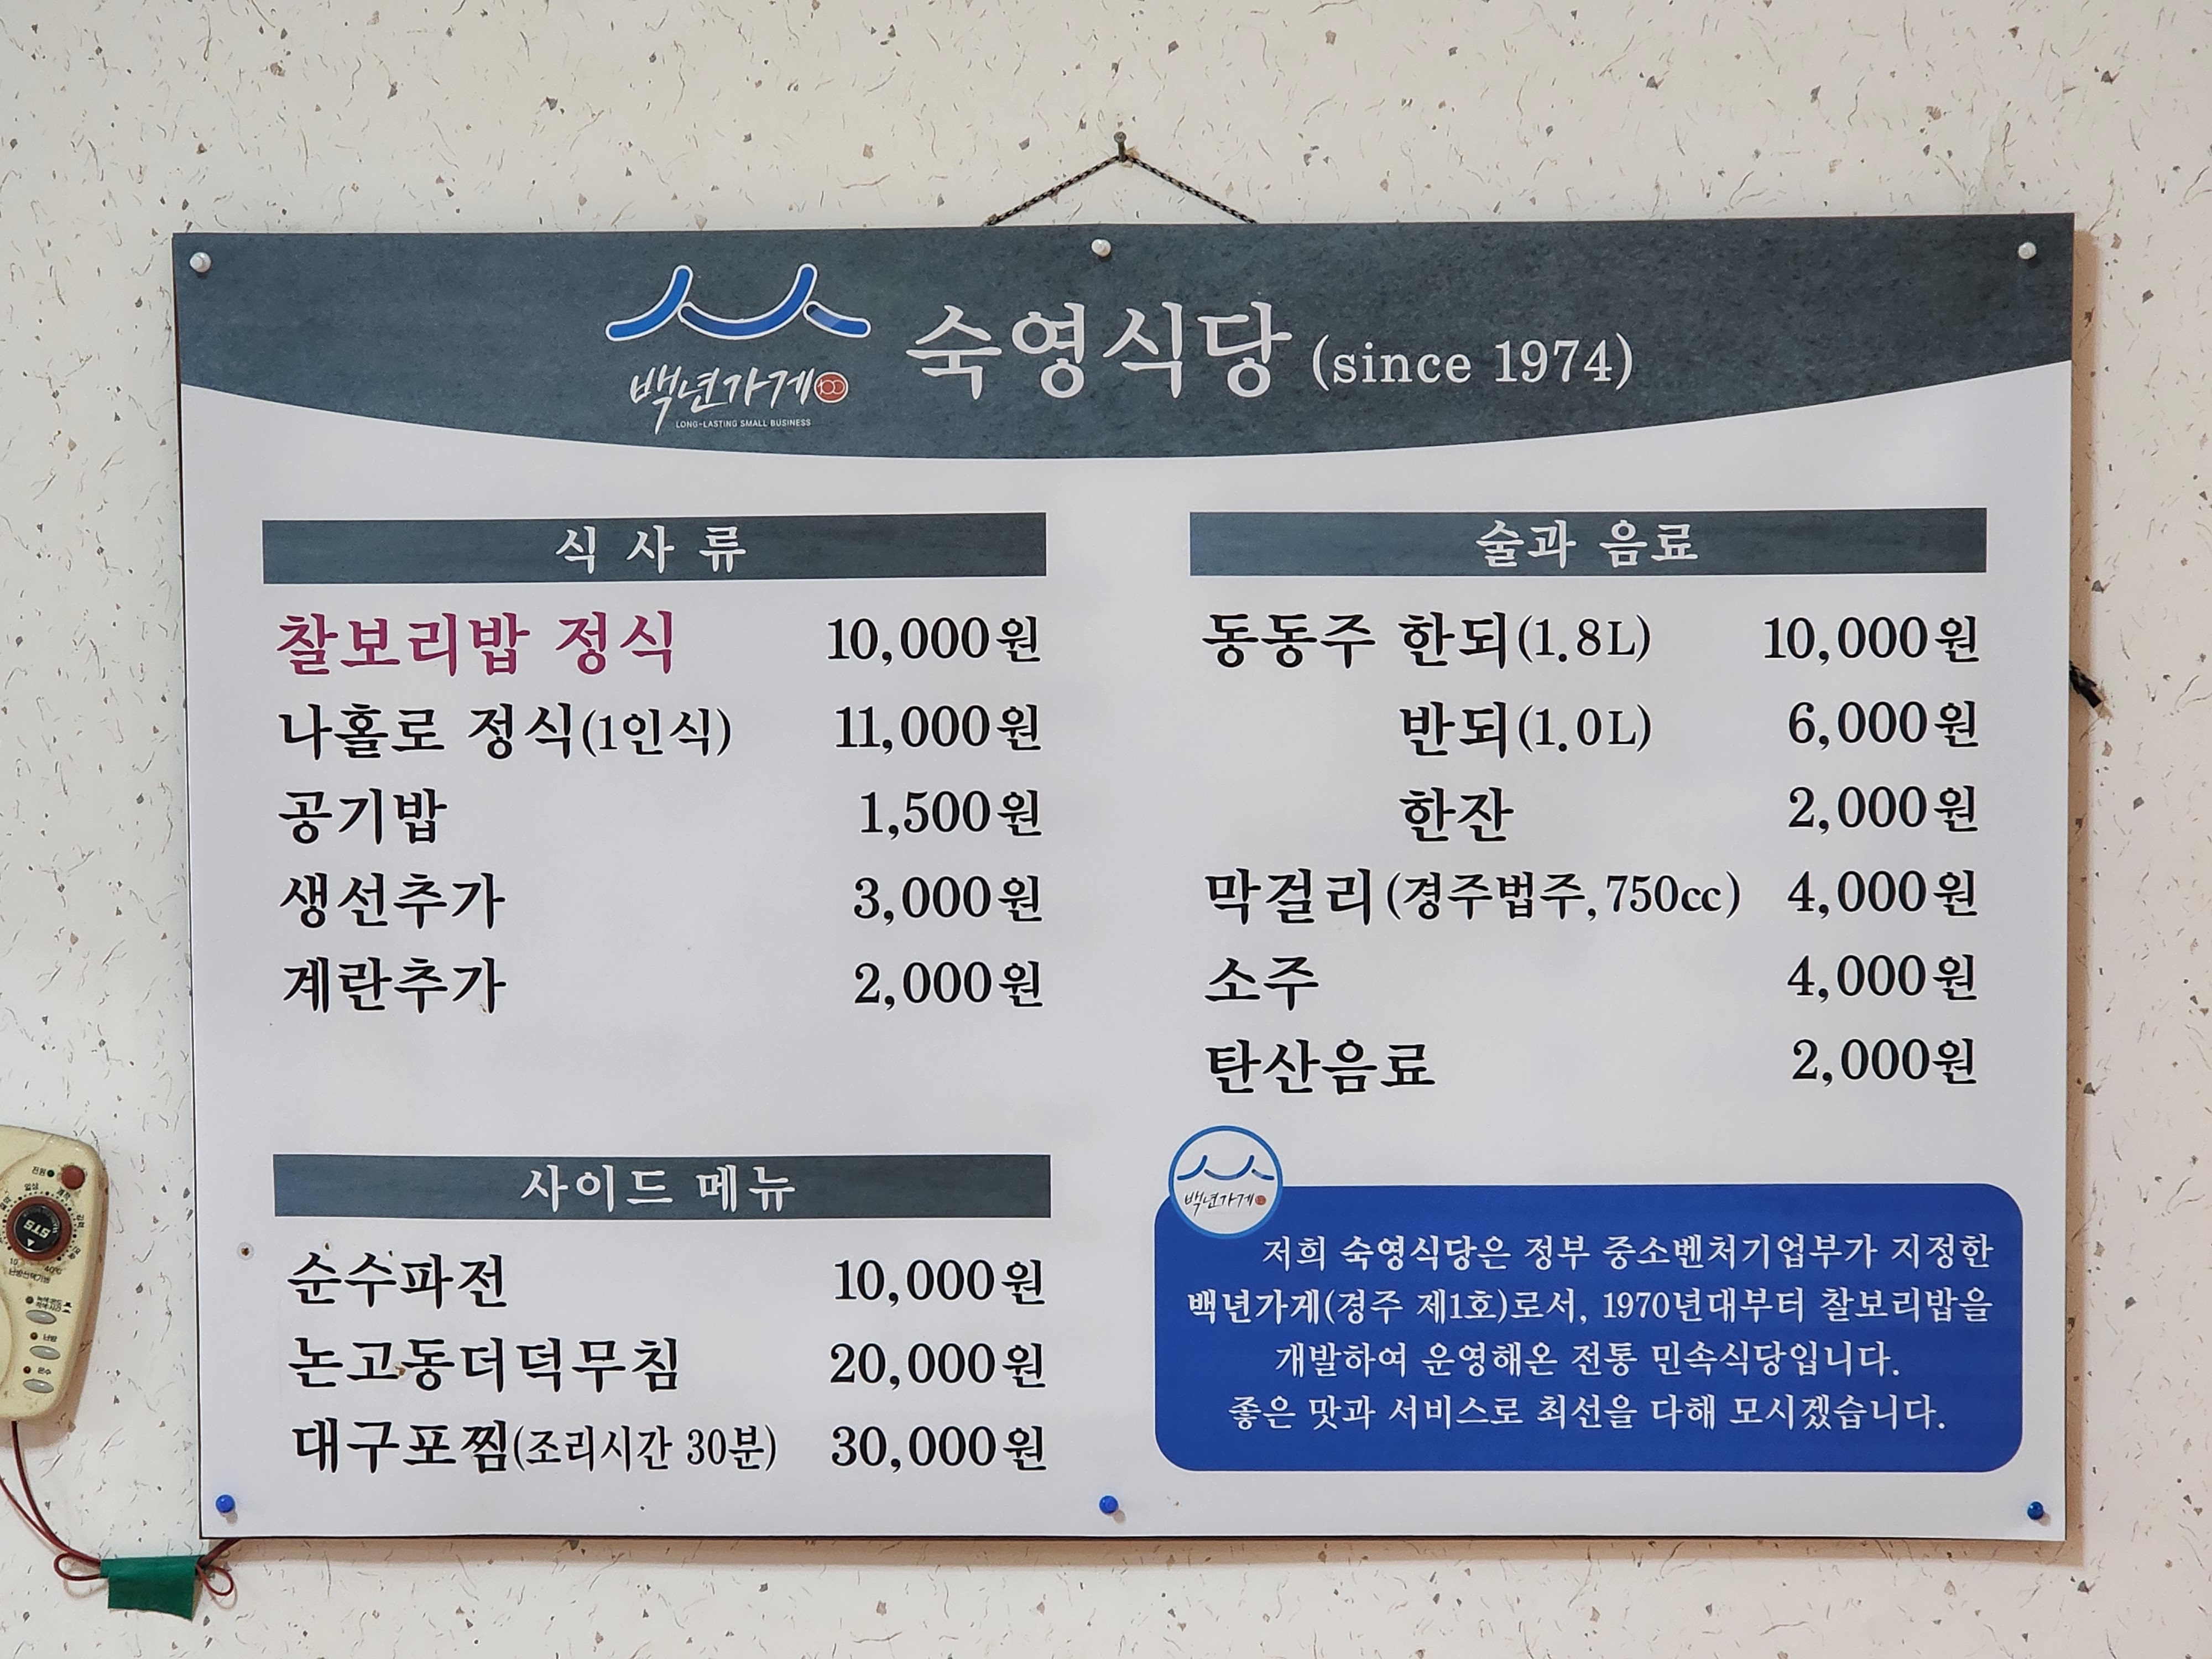 백년가게
LONG-LASTING SMALL BUSINESS
숙영식당 (since 1974)
식 사 류
찰보리밥 정식 10,000원
나홀로 정식(1인식) 11,000원
공기밥 1,500원
생선추가 3,000원
계란추가 2,000원
사이드 메뉴
순수파전 10,000원
논고동더덕무침 20,000원
대구포찜(조리시간 30분) 30,000원
술과 음료
동동주 한되(1.8L) 10,000원
반되(1.0L) 6,000원
한잔 2,000원
막걸리(경주법주, 750cc) 4,000원
소주 4,000원
탄산음료 2,000원
백년가게
저희 숙영식당은 정부 중소벤처기업부가 지정한
백년가게(경주 제1호)로서, 1970년대부터 찰보리밥을
개발하여 운영해온 전통 민속식당입니다.
좋은 맛과 서비스로 최선을 다해 모시겠습니다.
전원
STS
10
40℃
난방
온수